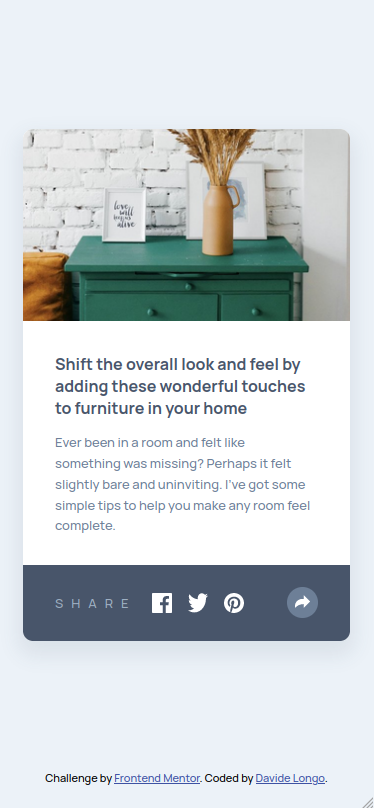 love
will
keep us
alive
Shift the overall look and feel by
adding these wonderful touches
to furniture in your home
Ever been in a room and felt like
something was missing? Perhaps it felt
slightly bare and uninviting. I've got some
simple tips to help you make any room feel
complete.
SHARE
Challenge by Frontend Mentor. Coded by Davide Longo.